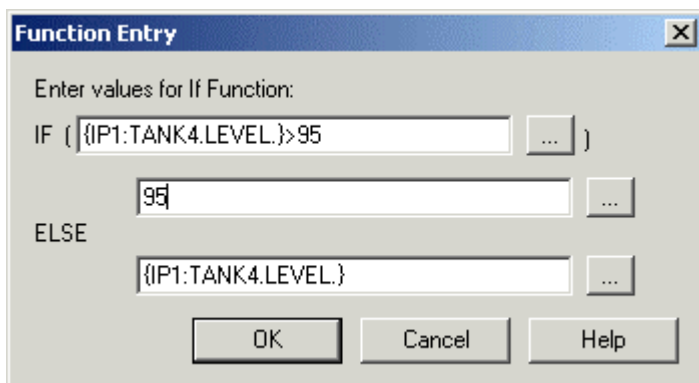 Function Entry
Enter values for If Function:
IF ( {IP1:TANK4.LEVEL.}>95 ... )
95 ...
ELSE
{IP1:TANK4.LEVEL.} ...
OK Cancel Help